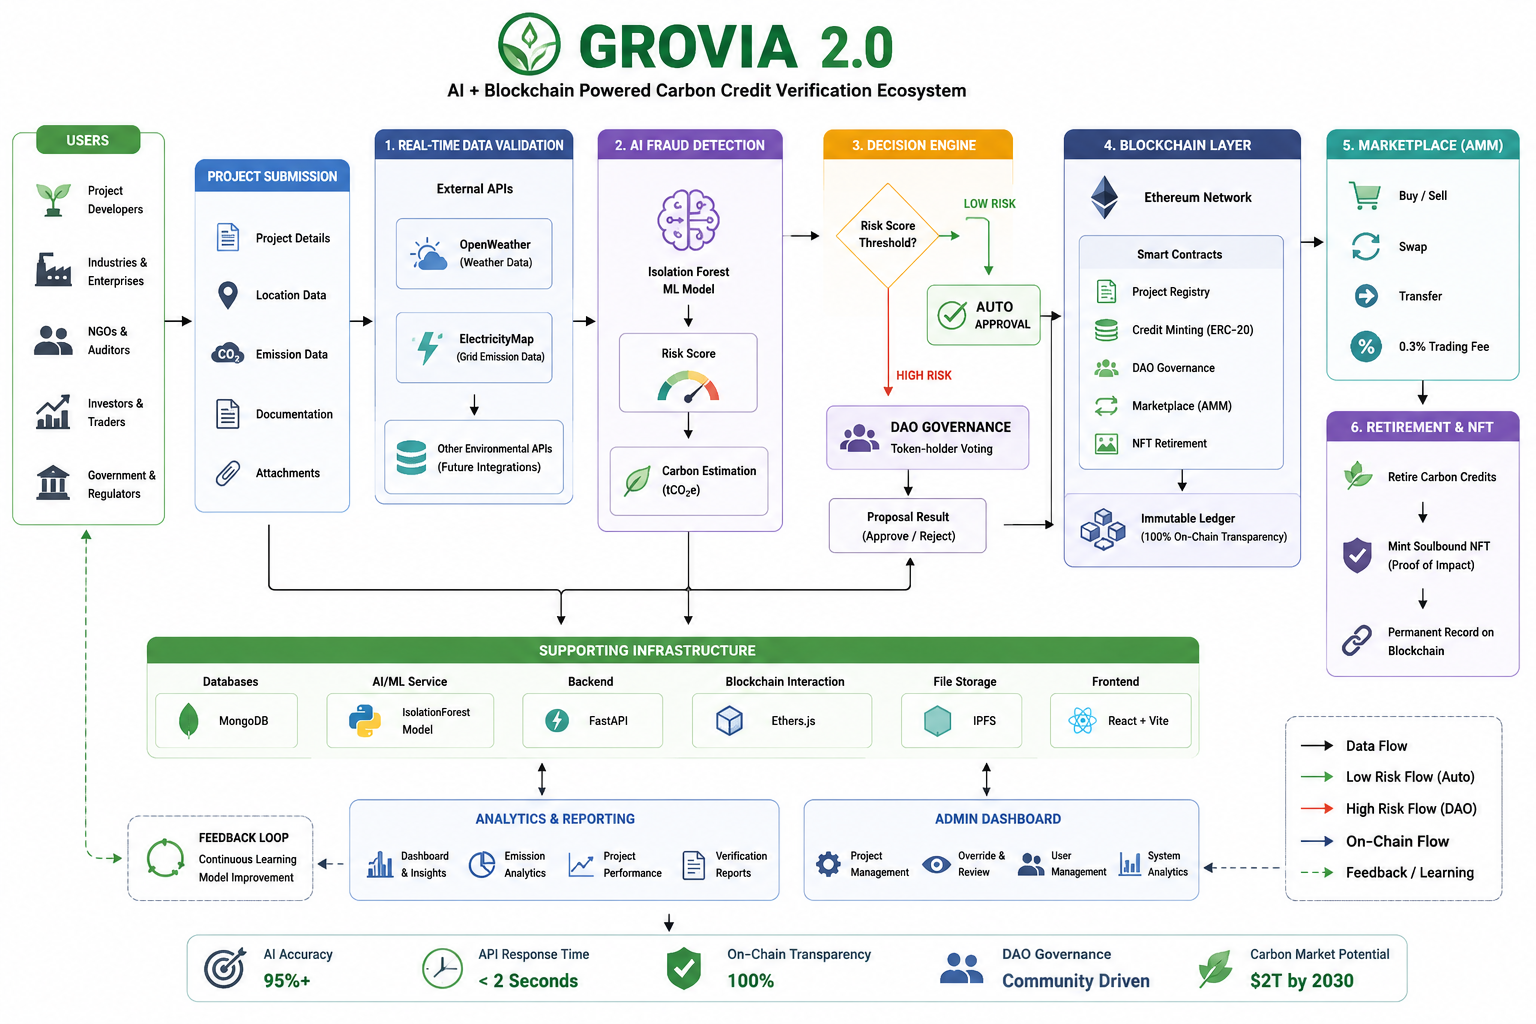 GROVIA 2.0
AI + Blockchain Powered Carbon Credit Verification Ecosystem
USERS
Project
Developers
Industries &
Enterprises
NGOs &
Auditors
Investors &
Traders
Government &
Regulators
PROJECT SUBMISSION
Project Details
Location Data
CO2
Emission Data
Documentation
Attachments
1. REAL-TIME DATA VALIDATION
External APIs
OpenWeather
(Weather Data)
ElectricityMap
(Grid Emission Data)
Other Environmental APIs
(Future Integrations)
2. AI FRAUD DETECTION
Isolation Forest
ML Model
Risk Score
Carbon Estimation
(tCO₂e)
3. DECISION ENGINE
Risk Score
Threshold?
LOW RISK
AUTO
APPROVAL
HIGH RISK
DAO GOVERNANCE
Token-holder Voting
Proposal Result
(Approve / Reject)
4. BLOCKCHAIN LAYER
Ethereum Network
Smart Contracts
Project Registry
Credit Minting (ERC-20)
DAO Governance
Marketplace (AMM)
NFT Retirement
Immutable Ledger
(100% On-Chain Transparency)
5. MARKETPLACE (AMM)
Buy / Sell
Swap
Transfer
%
0.3% Trading Fee
6. RETIREMENT & NFT
Retire Carbon Credits
Mint Soulbound NFT
(Proof of Impact)
Permanent Record on
Blockchain
SUPPORTING INFRASTRUCTURE
Databases
MongoDB
AI/ML Service
IsolationForest
Model
Backend
FastAPI
Blockchain Interaction
Ethers.js
File Storage
IPFS
Frontend
React + Vite
Data Flow
Low Risk Flow (Auto)
High Risk Flow (DAO)
On-Chain Flow
Feedback / Learning
FEEDBACK LOOP
Continuous Learning
Model Improvement
ANALYTICS & REPORTING
Dashboard
& Insights
Emission
Analytics
Project
Performance
Verification
Reports
ADMIN DASHBOARD
Project
Management
Override &
Review
User
Management
System
Analytics
AI Accuracy
95%+
API Response Time
< 2 Seconds
On-Chain Transparency
100%
DAO Governance
Community Driven
Carbon Market Potential
$2T by 2030